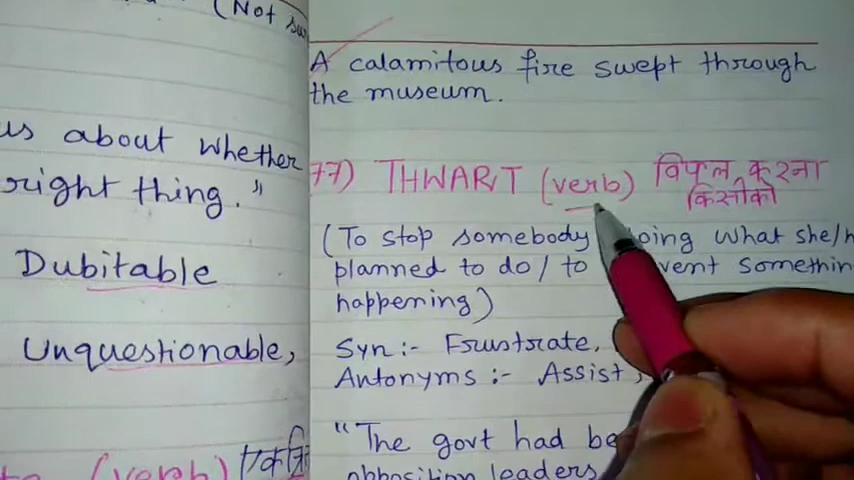 (Not su
us about whether
right thing."
Dubitable
Unquestionable,
(verb)
A calamitous fire swept through
the museum.
77) THWART (verb) विफल करना
किसीको
(To stop somebody doing what she/h
planned to do/ to vent somethin
happening)
Syn:- Frustrate,
Antonyms :- Assist,
"The govt had be
opposition leaders